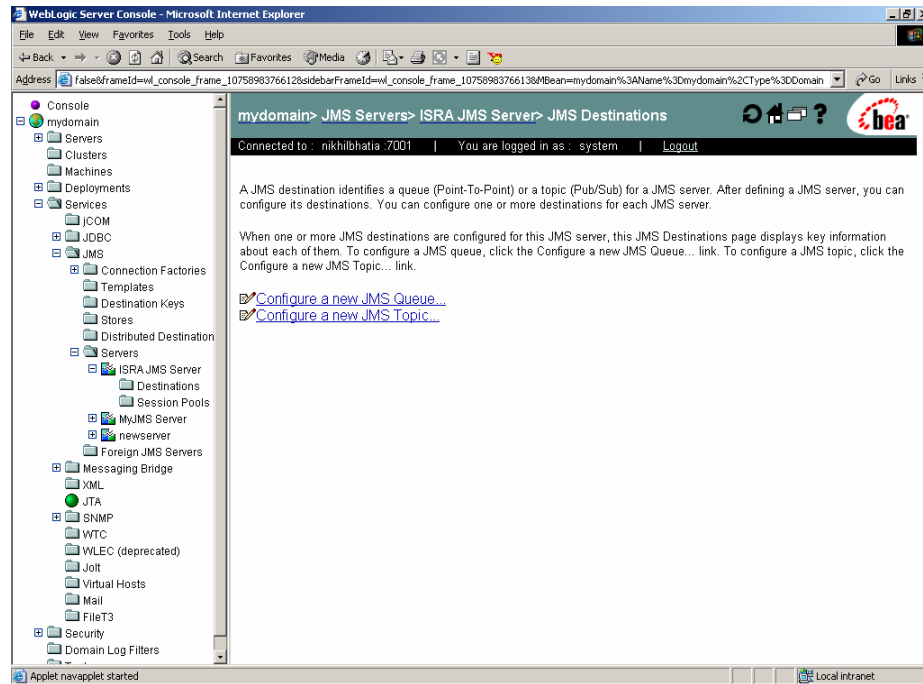 WebLogic Server Console - Microsoft Internet Explorer
File Edit View Favorites Tools Help
Back Search Favorites Media
Address false&frameId=wl_console_frame_1075898376612&sidebarFrameId=wl_console_frame_1075898376613&MBean=mydomain%3AName%3Dmydomain%2CType%3DDomain Go Links
Console
mydomain
Servers
Clusters
Machines
Deployments
Services
jCOM
JDBC
JMS
Connection Factories
Templates
Destination Keys
Stores
Distributed Destination
Servers
ISRA JMS Server
Destinations
Session Pools
MyJMS Server
newserver
Foreign JMS Servers
Messaging Bridge
XML
JTA
SNMP
WTC
WLEC (deprecated)
Jolt
Virtual Hosts
Mail
FileT3
Security
Domain Log Filters
mydomain> JMS Servers> ISRA JMS Server> JMS Destinations
?
bea
Connected to : nikhilbhatia :7001 | You are logged in as : system | Logout
A JMS destination identifies a queue (Point-To-Point) or a topic (Pub/Sub) for a JMS server. After defining a JMS server, you can
configure its destinations. You can configure one or more destinations for each JMS server.
When one or more JMS destinations are configured for this JMS server, this JMS Destinations page displays key information
about each of them. To configure a JMS queue, click the Configure a new JMS Queue... link. To configure a JMS topic, click the
Configure a new JMS Topic... link.
Configure a new JMS Queue...
Configure a new JMS Topic...
Applet navapplet started
Local intranet